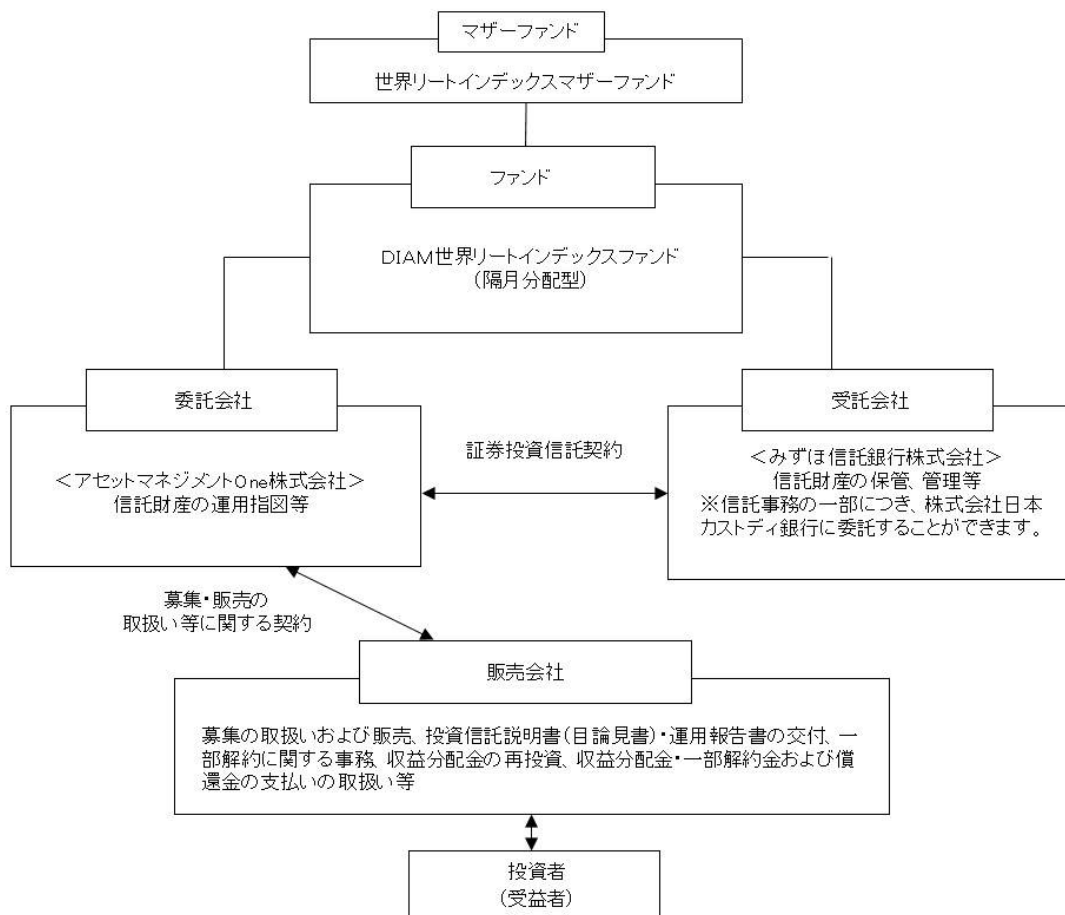 マザーファンド
世界リートインデックスマザーファンド
ファンド
DIAM世界リートインデックスファンド
(隔月分配型)
委託会社
<アセットマネジメントOne株式会社>
信託財産の運用指図等
証券投資信託契約
受託会社
<みずほ信託銀行株式会社>
信託財産の保管、管理等
※信託事務の一部につき、株式会社日本
カストディ銀行に委託することができます。
募集・販売の
取扱い等に関する契約
販売会社
募集の取扱いおよび販売、投資信託説明書(目論見書)・運用報告書の交付、一
部解約に関する事務、収益分配金の再投資、収益分配金・一部解約金および償
還金の支払いの取扱い等
投資者
(受益者)